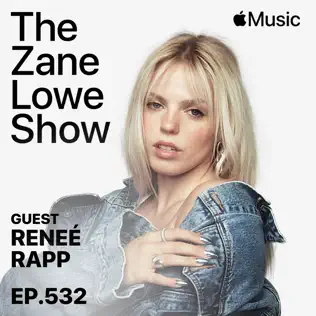 The
Zane
Lowe
Show
Music
GUEST
RENEÉ
RAPP
EP.532